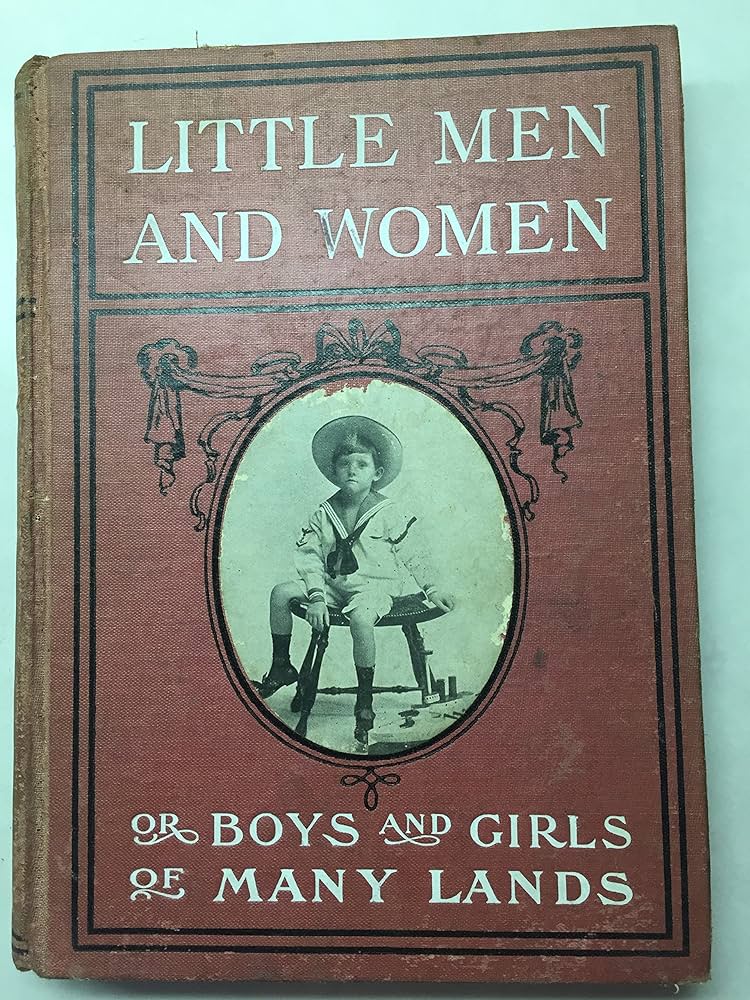 LITTLE MEN
AND WOMEN
OR BOYS AND GIRLS
OF MANY LANDS